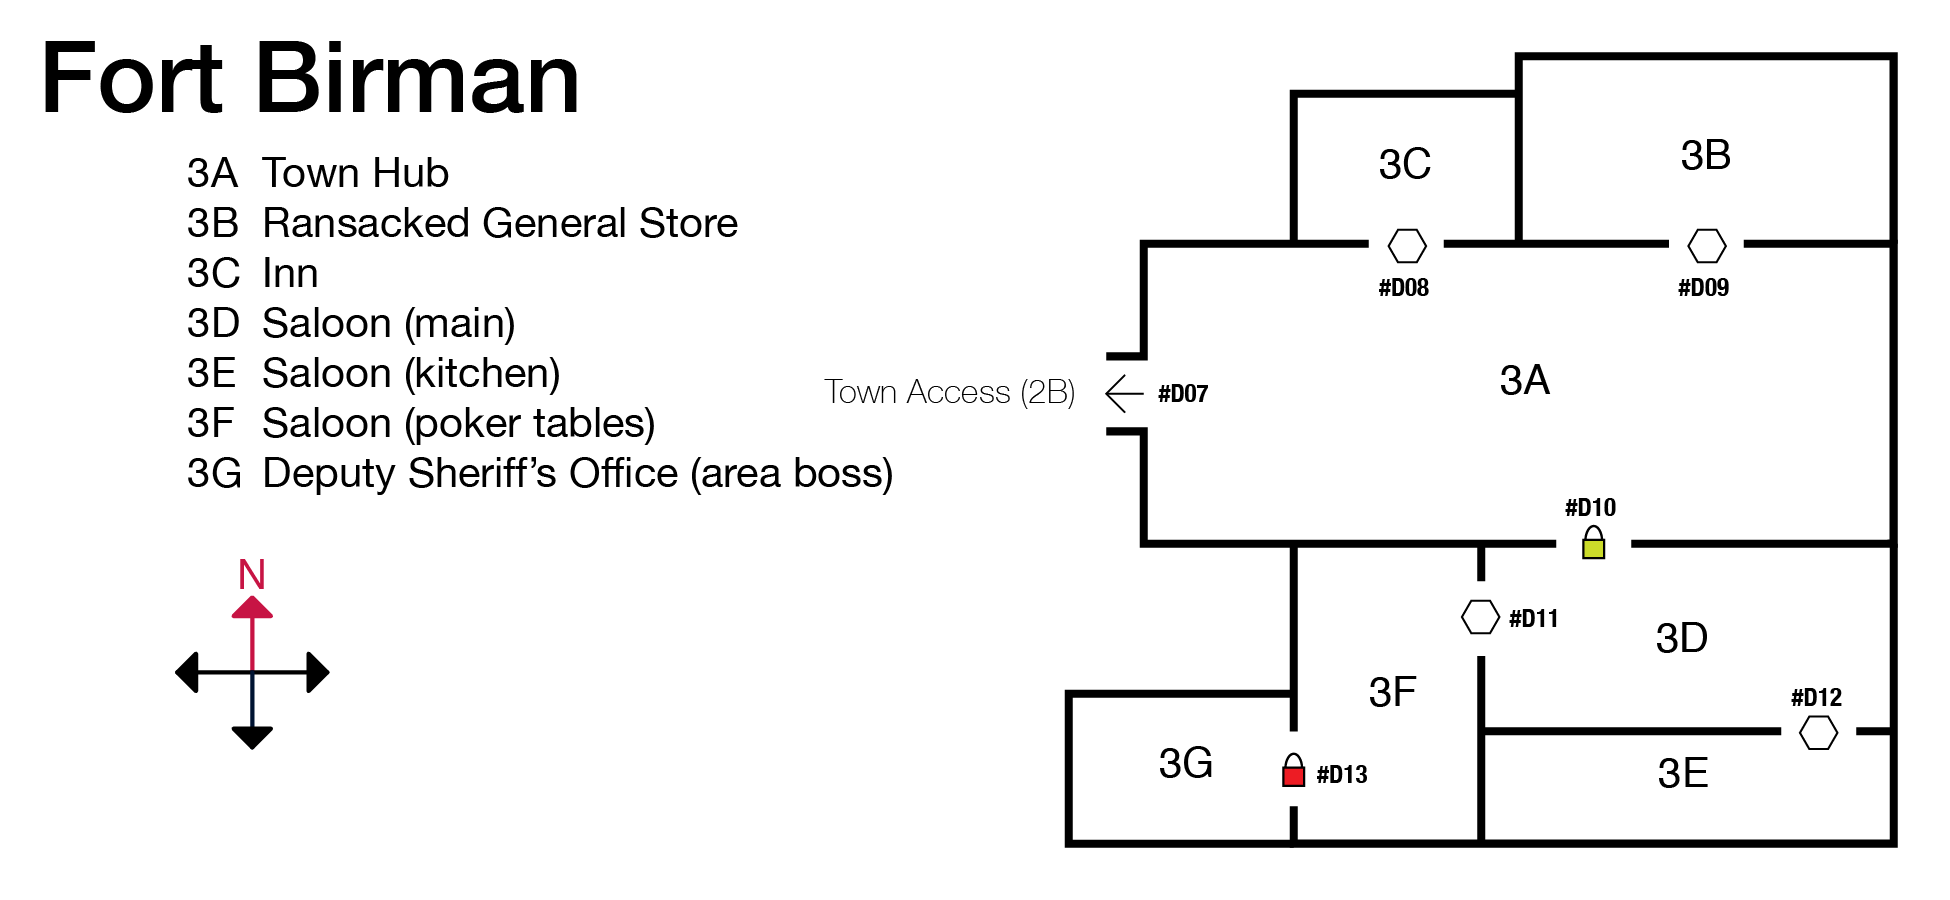 Fort Birman
3A Town Hub
3B Ransacked General Store
3C Inn
3D Saloon (main)
3E Saloon (kitchen)
3F Saloon (poker tables)
3G Deputy Sheriff’s Office (area boss)
N
3C
3B
#D08
#D09
3A
Town Access (2B)
#D07
#D10
#D11
3D
3F
#D12
3G
#D13
3E